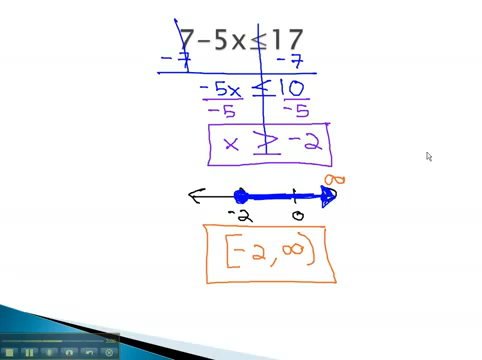 7-5x≤17
-7 -7
-5x ≤ 10
-5 -5
x ≥ -2
∞
-2 0
[-2, ∞)